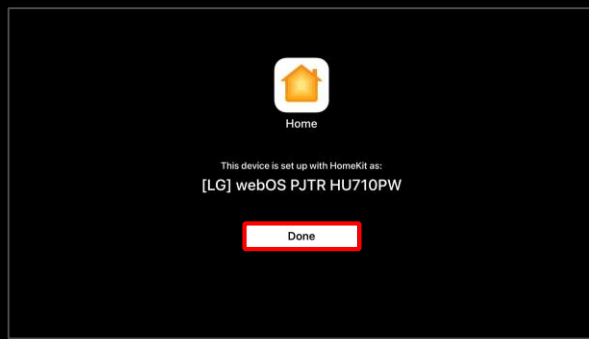 Home
This device is set up with HomeKit as:
[LG] webOS PJTR HU710PW
Done